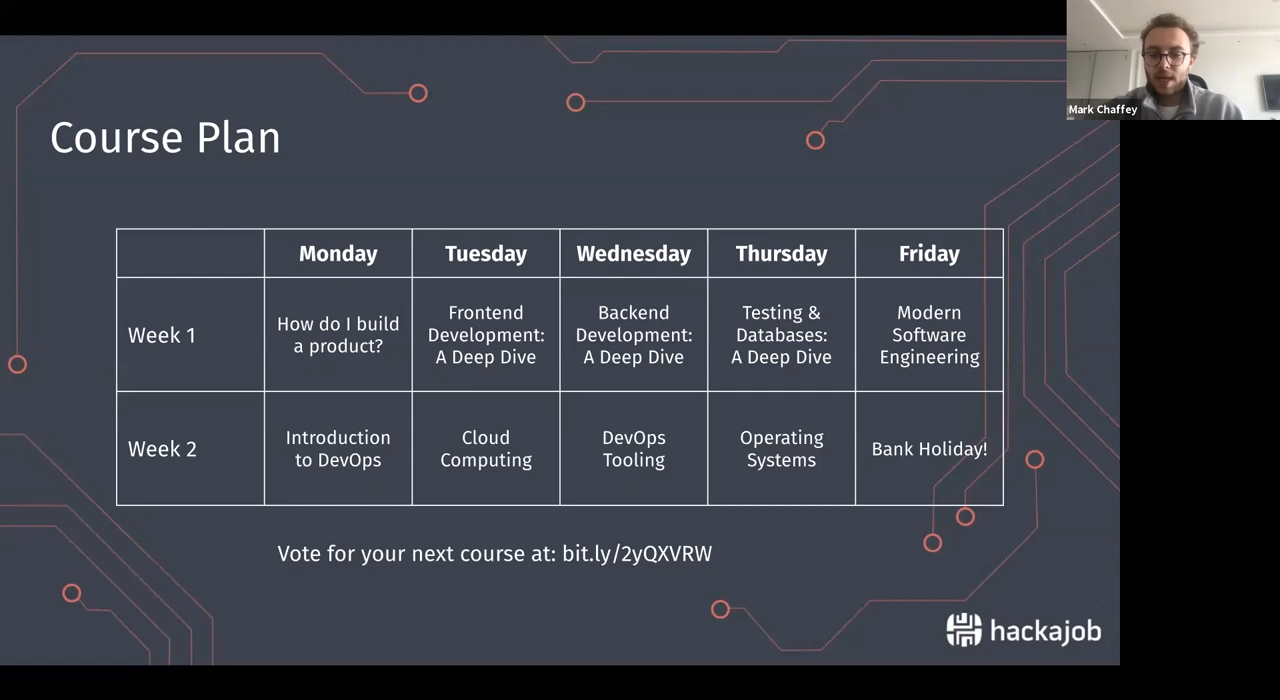 Mark Chaffey
Course Plan
Monday
Tuesday
Wednesday
Thursday
Friday
Week 1
How do I build
a product?
Frontend
Development:
A Deep Dive
Backend
Development:
A Deep Dive
Testing &
Databases:
A Deep Dive
Modern
Software
Engineering
Week 2
Introduction
to DevOps
Cloud
Computing
DevOps
Tooling
Operating
Systems
Bank Holiday!
Vote for your next course at: bit.ly/2yQXVRW
hackajob